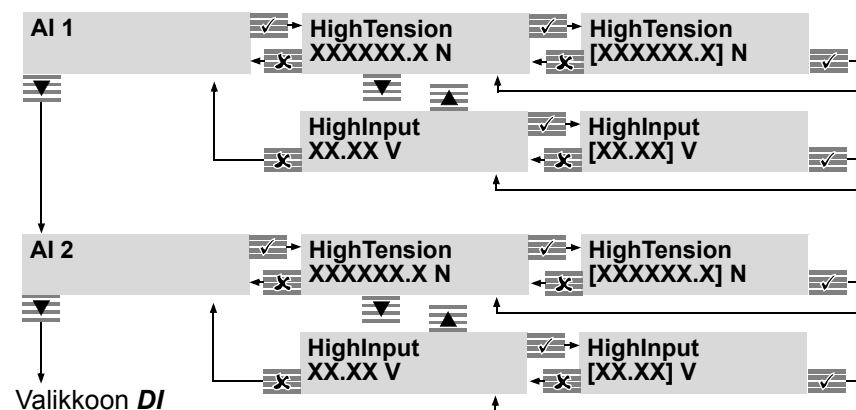 AI 1
HighTension
XXXXXX.X N
HighTension
[XXXXXX.X] N
HighInput
XX.XX V
HighInput
[XX.XX] V
AI 2
HighTension
XXXXXX.X N
HighTension
[XXXXXX.X] N
HighInput
XX.XX V
HighInput
[XX.XX] V
Valikkoon DI